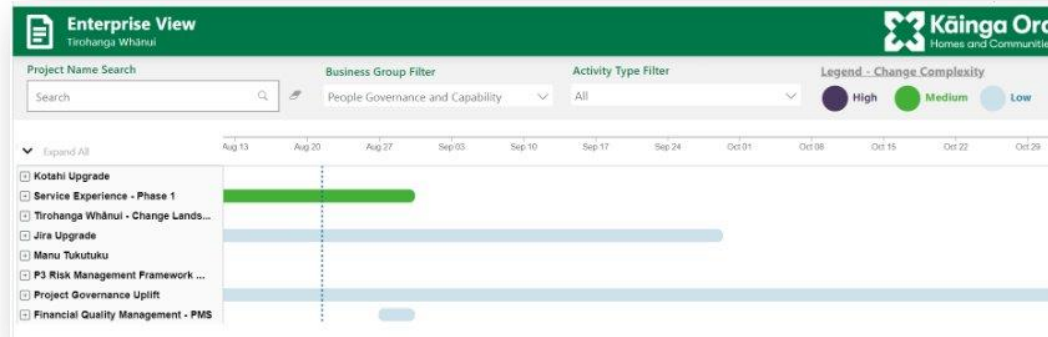 Enterprise View
Tirohanga Whānui
Kāinga Ora
Homes and Communities
Project Name Search
Search
Business Group Filter
People Governance and Capability
Activity Type Filter
All
Legend - Change Complexity
High
Medium
Low
Expand All
Aug 13 Aug 20 Aug 27 Sep 03 Sep 10 Sep 17 Sep 24 Oct 01 Oct 08 Oct 15 Oct 22 Oct 29
Kotahi Upgrade
Service Experience - Phase 1
Tirohanga Whānui - Change Lands...
Jira Upgrade
Manu Tukutuku
P3 Risk Management Framework ...
Project Governance Uplift
Financial Quality Management - PMS